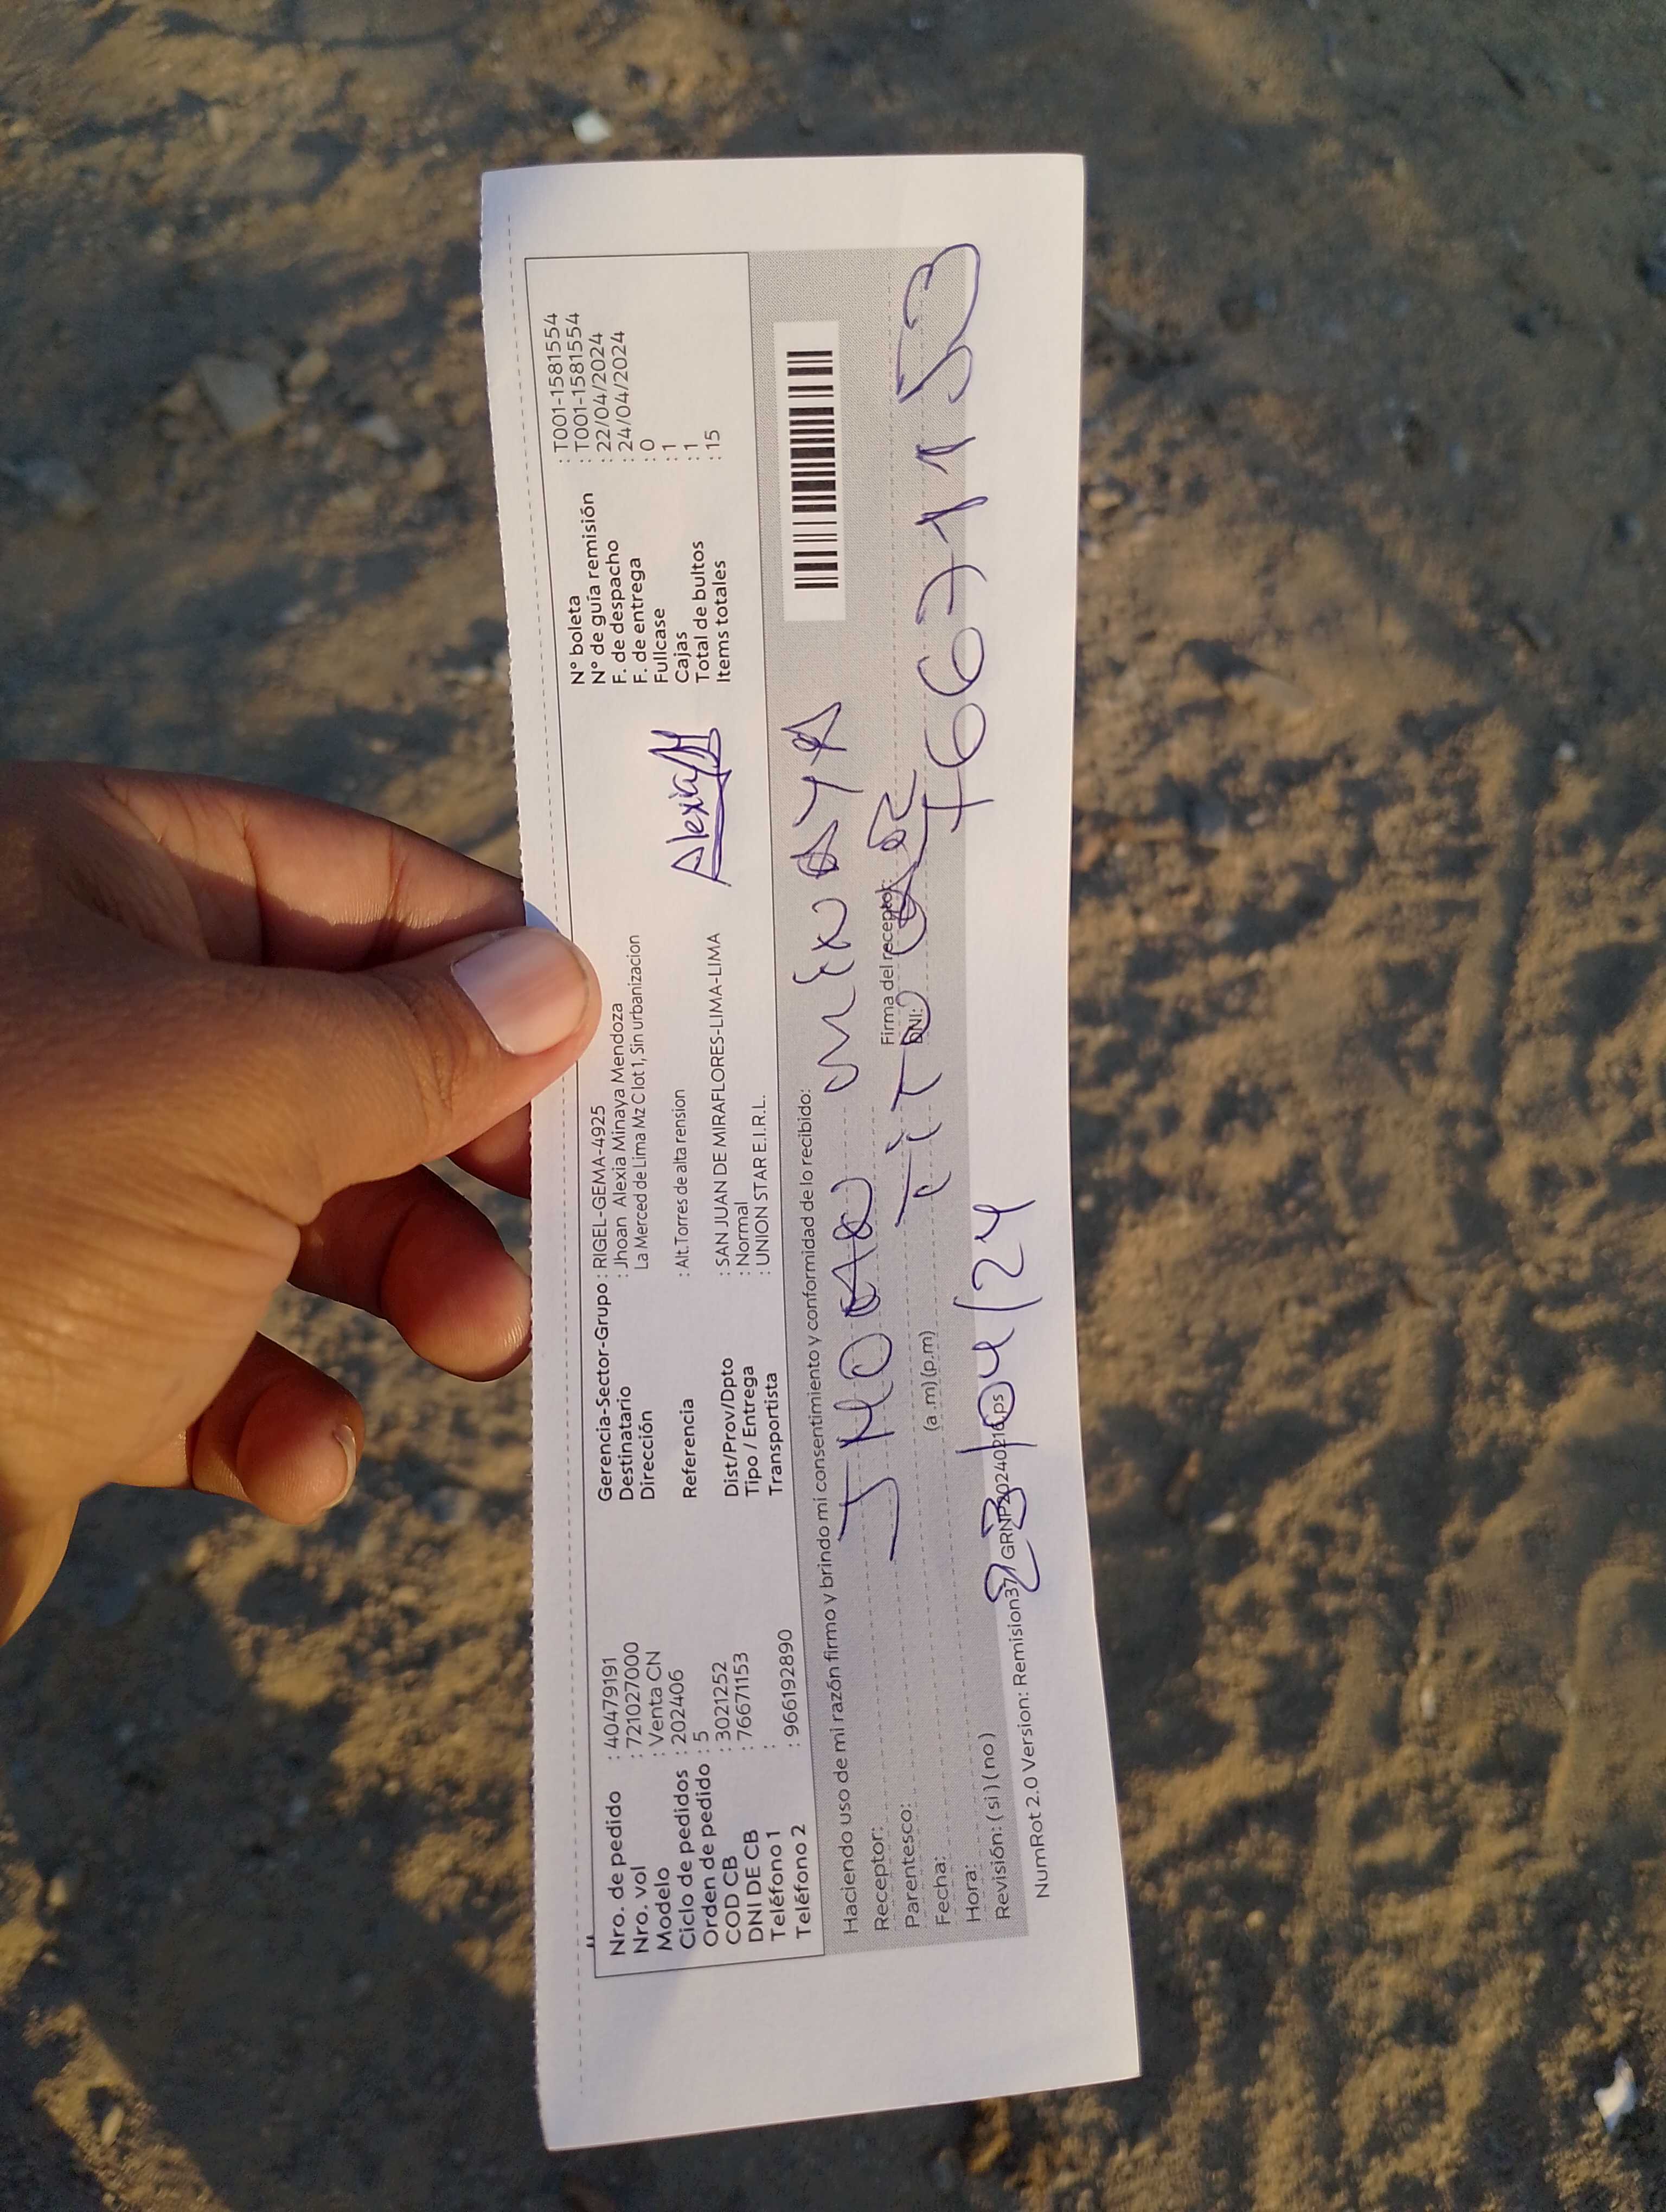 Nro. de pedido : 40479191
Nro. vol : 721027000
Modelo : Venta CN
Ciclo de pedidos : 202406
Orden de pedido : 5
COD CB : 3021252
DNI DE CB : 76671153
Teléfono 1 :
Teléfono 2 : 966192890
Gerencia-Sector-Grupo : RIGEL-GEMA-4925
Destinatario : Jhoan Alexia Minaya Mendoza
Dirección La Merced de Lima Mz C lot 1, Sin urbanizacion
Referencia : Alt.Torres de alta rension
Dist/Prov/Dpto : SAN JUAN DE MIRAFLORES-LIMA-LIMA
Tipo / Entrega : Normal
Transportista : UNION STAR E.I.R.L.
Alexia
N° boleta : T001-1581554
N° de guía remisión : T001-1581554
F. de despacho : 22/04/2024
F. de entrega : 24/04/2024
Fullcase : 0
Cajas : 1
Total de bultos : 1
Items totales : 15
Haciendo uso de mi razón firmo y brindo mi consentimiento y conformidad de lo recibido:
Receptor: JHOAN MINAYA
Parentesco: TiTULAR Firma del receptor:
Fecha: (a.m) (p.m) DNI: 76671153
Hora: 23/04/24
Revisión: ( si ) ( no )
NumRot 2.0 Version: Remision37/ GRNP20240216.ps